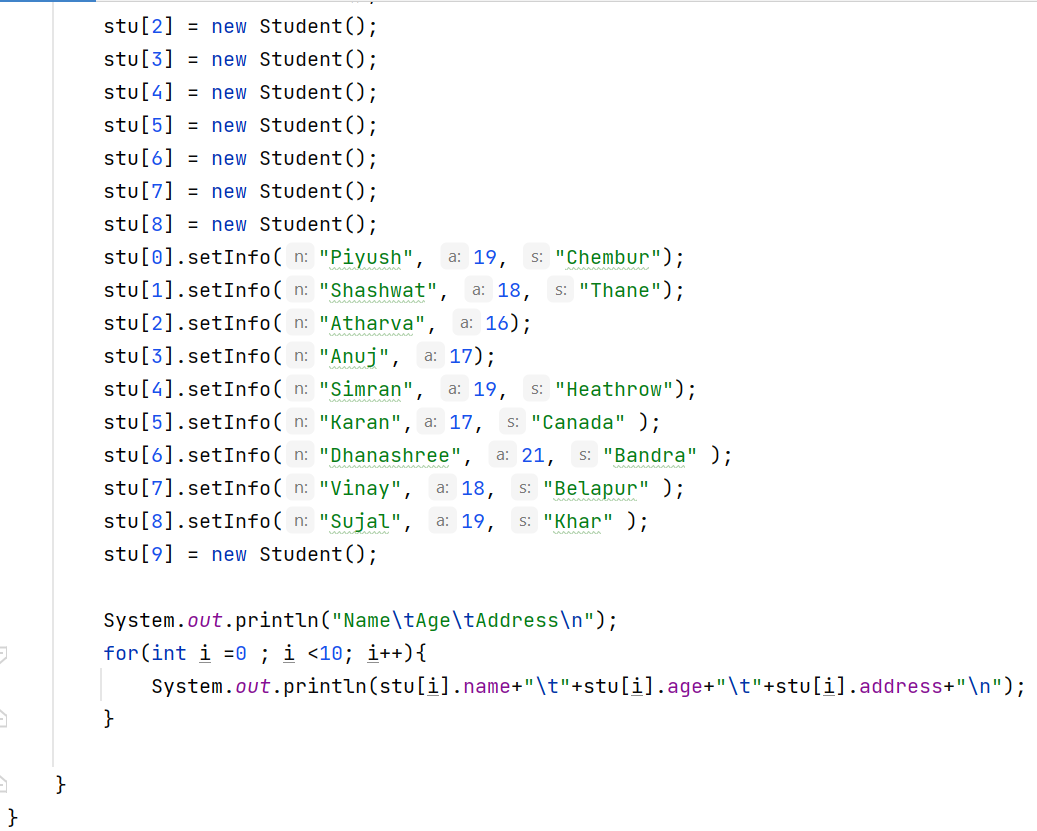 stu[2] = new Student();
stu[3] = new Student();
stu[4] = new Student();
stu[5] = new Student();
stu[6] = new Student();
stu[7] = new Student();
stu[8] = new Student();
stu[0].setInfo( n: "Piyush", a: 19, s: "Chembur");
stu[1].setInfo( n: "Shashwat", a: 18, s: "Thane");
stu[2].setInfo( n: "Atharva", a: 16);
stu[3].setInfo( n: "Anuj", a: 17);
stu[4].setInfo( n: "Simran", a: 19, s: "Heathrow");
stu[5].setInfo( n: "Karan", a: 17, s: "Canada" );
stu[6].setInfo( n: "Dhanashree", a: 21, s: "Bandra" );
stu[7].setInfo( n: "Vinay", a: 18, s: "Belapur" );
stu[8].setInfo( n: "Sujal", a: 19, s: "Khar" );
stu[9] = new Student();
System.out.println("Name\tAge\tAddress\n");
for(int i =0 ; i <10; i++){
System.out.println(stu[i].name+"\t"+stu[i].age+"\t"+stu[i].address+"\n");
}
}
}